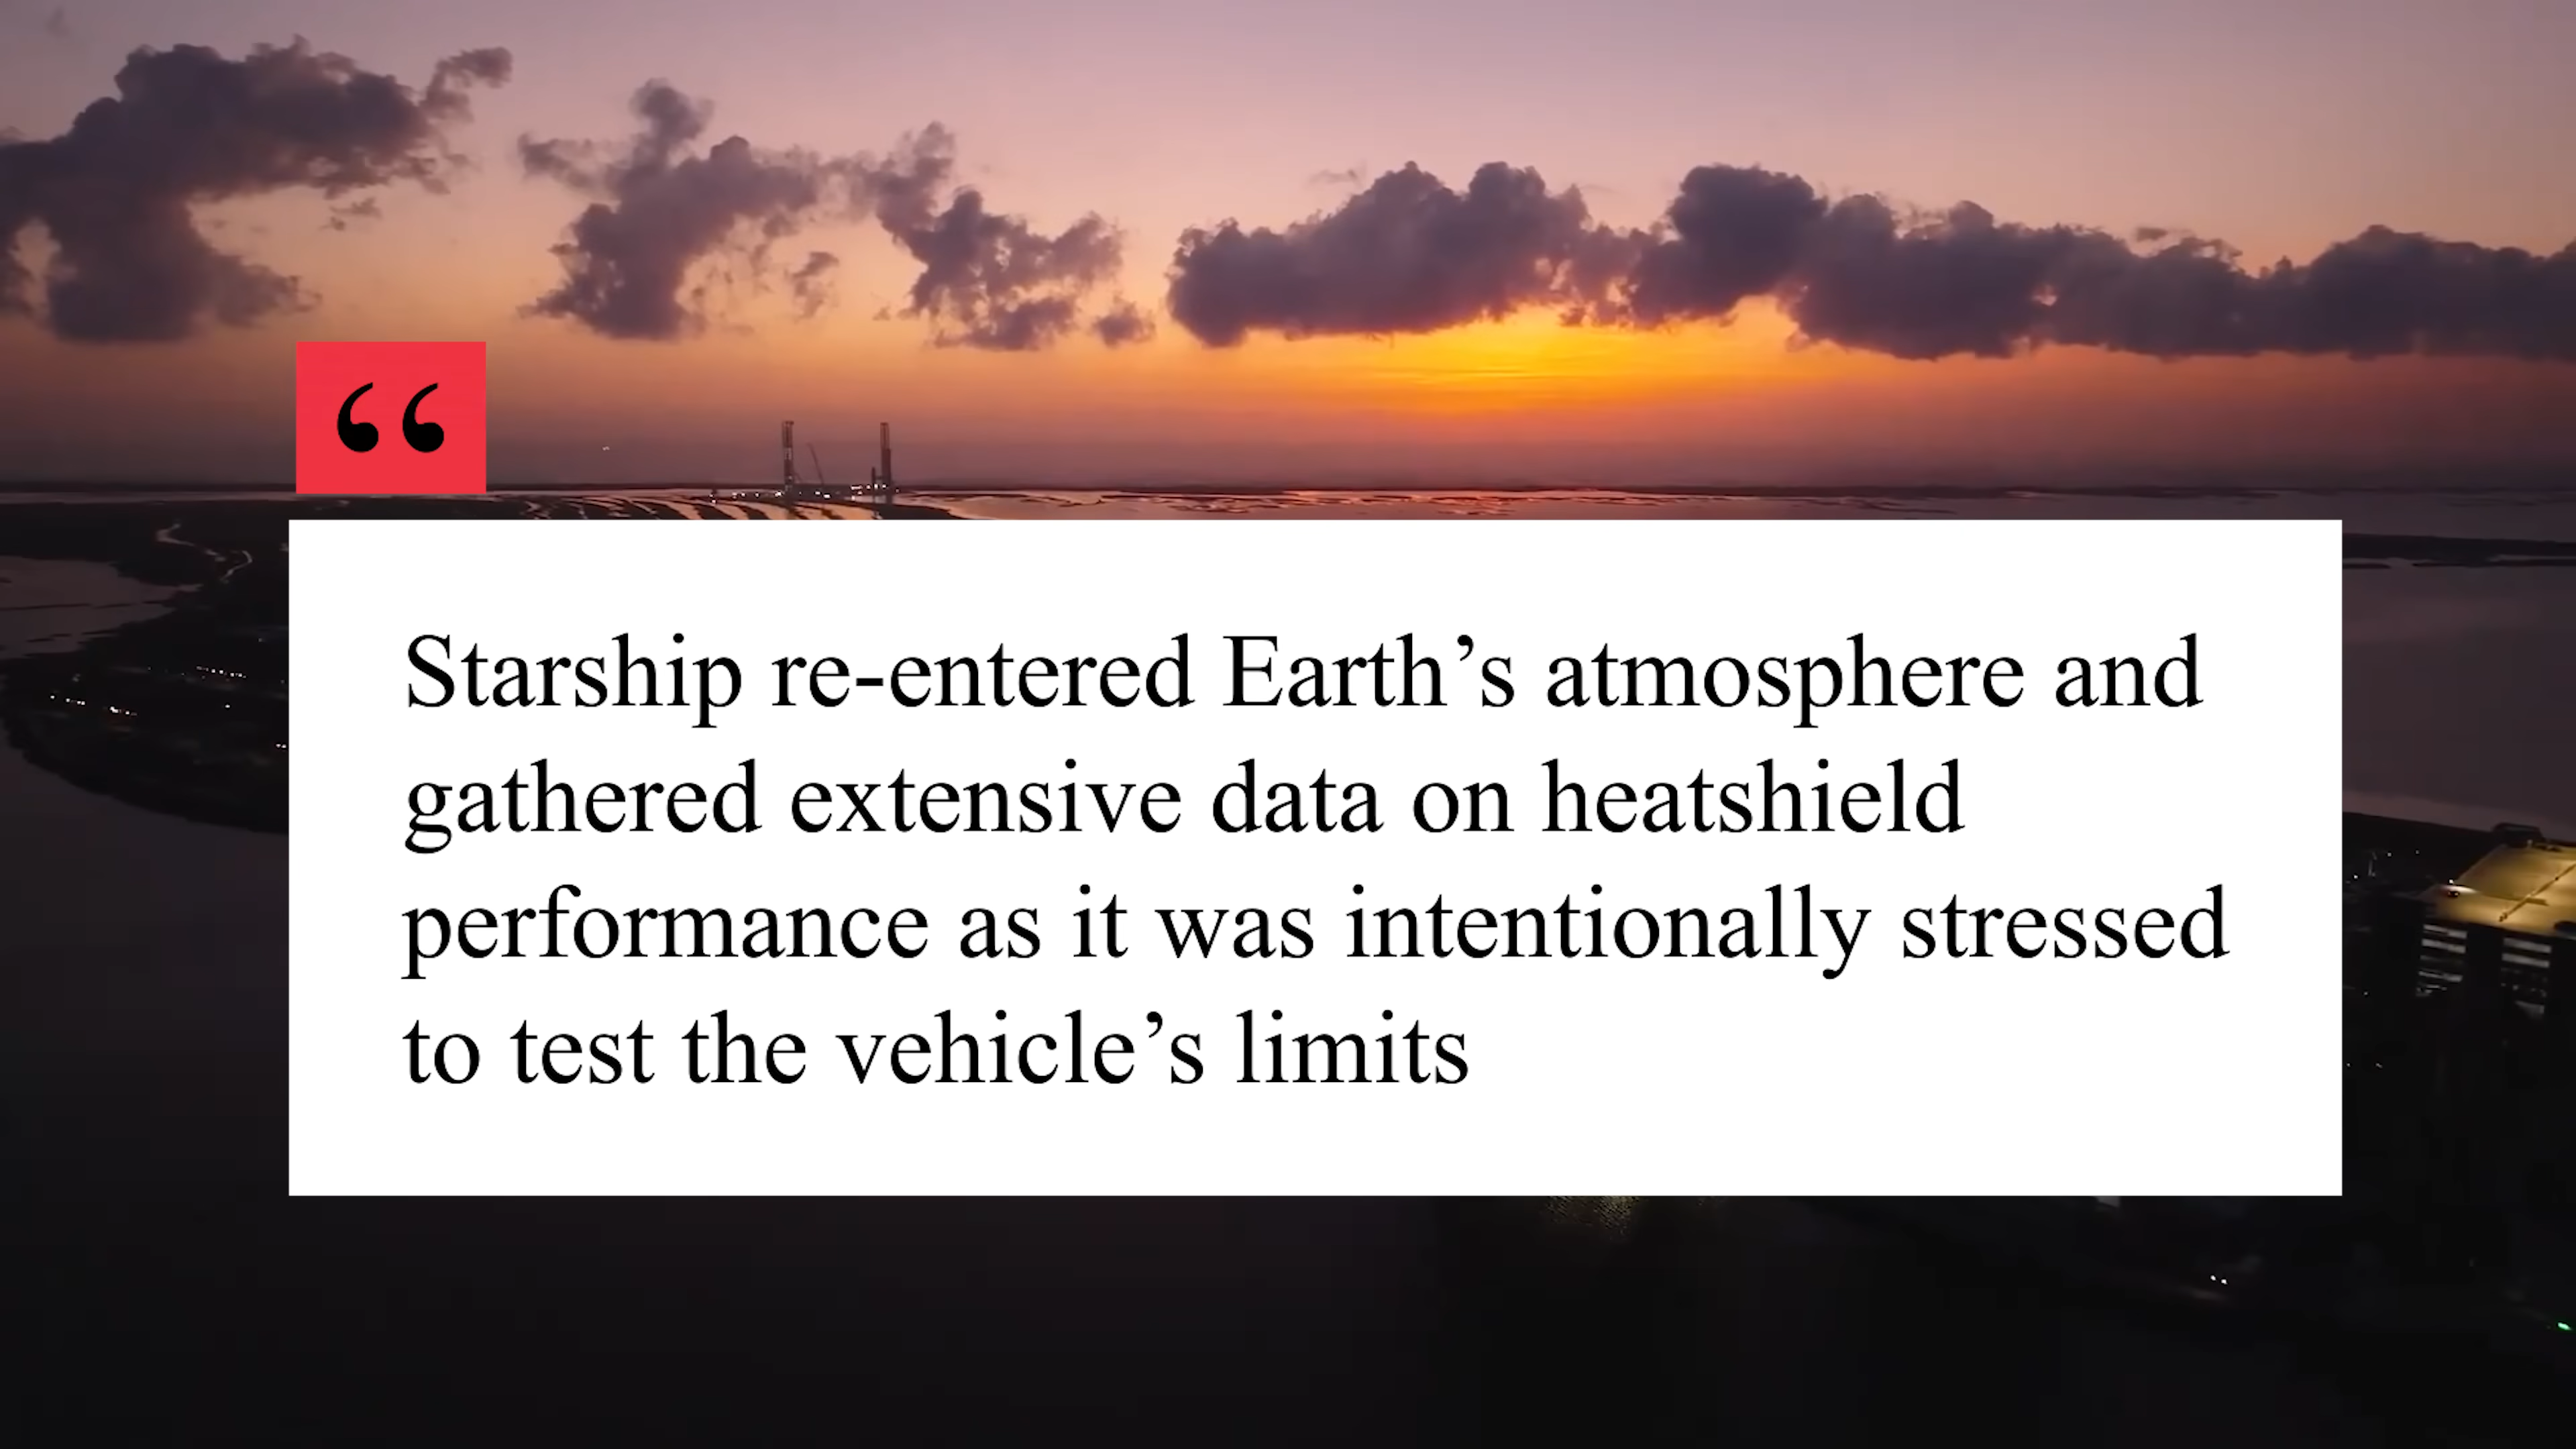 “
Starship re-entered Earth’s atmosphere and
gathered extensive data on heatshield
performance as it was intentionally stressed
to test the vehicle’s limits